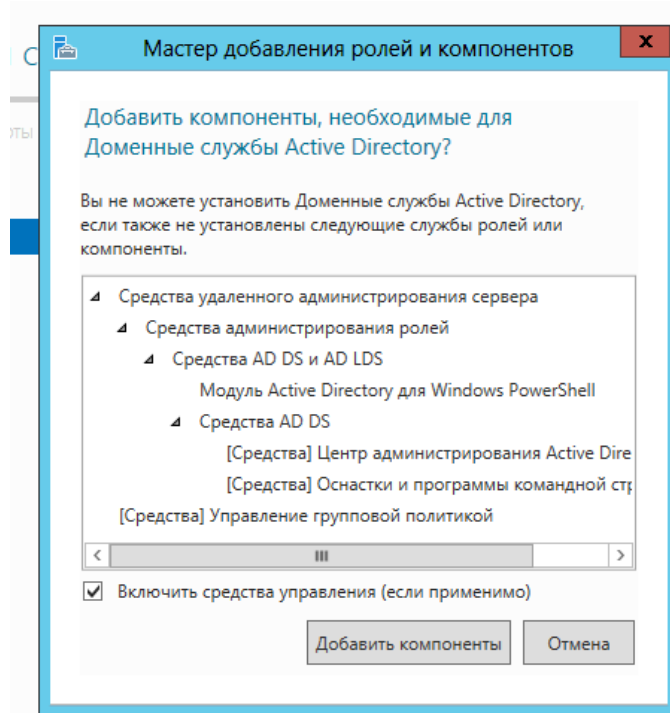 С
Мастер добавления ролей и компонентов
x
оты
Добавить компоненты, необходимые для
Доменные службы Active Directory?
Вы не можете установить Доменные службы Active Directory,
если также не установлены следующие службы ролей или
компоненты.
Средства удаленного администрирования сервера
Средства администрирования ролей
Средства AD DS и AD LDS
Модуль Active Directory для Windows PowerShell
Средства AD DS
[Средства] Центр администрирования Active Dire
[Средства] Оснастки и программы командной ст
[Средства] Управление групповой политикой
Включить средства управления (если применимо)
Добавить компоненты
Отмена